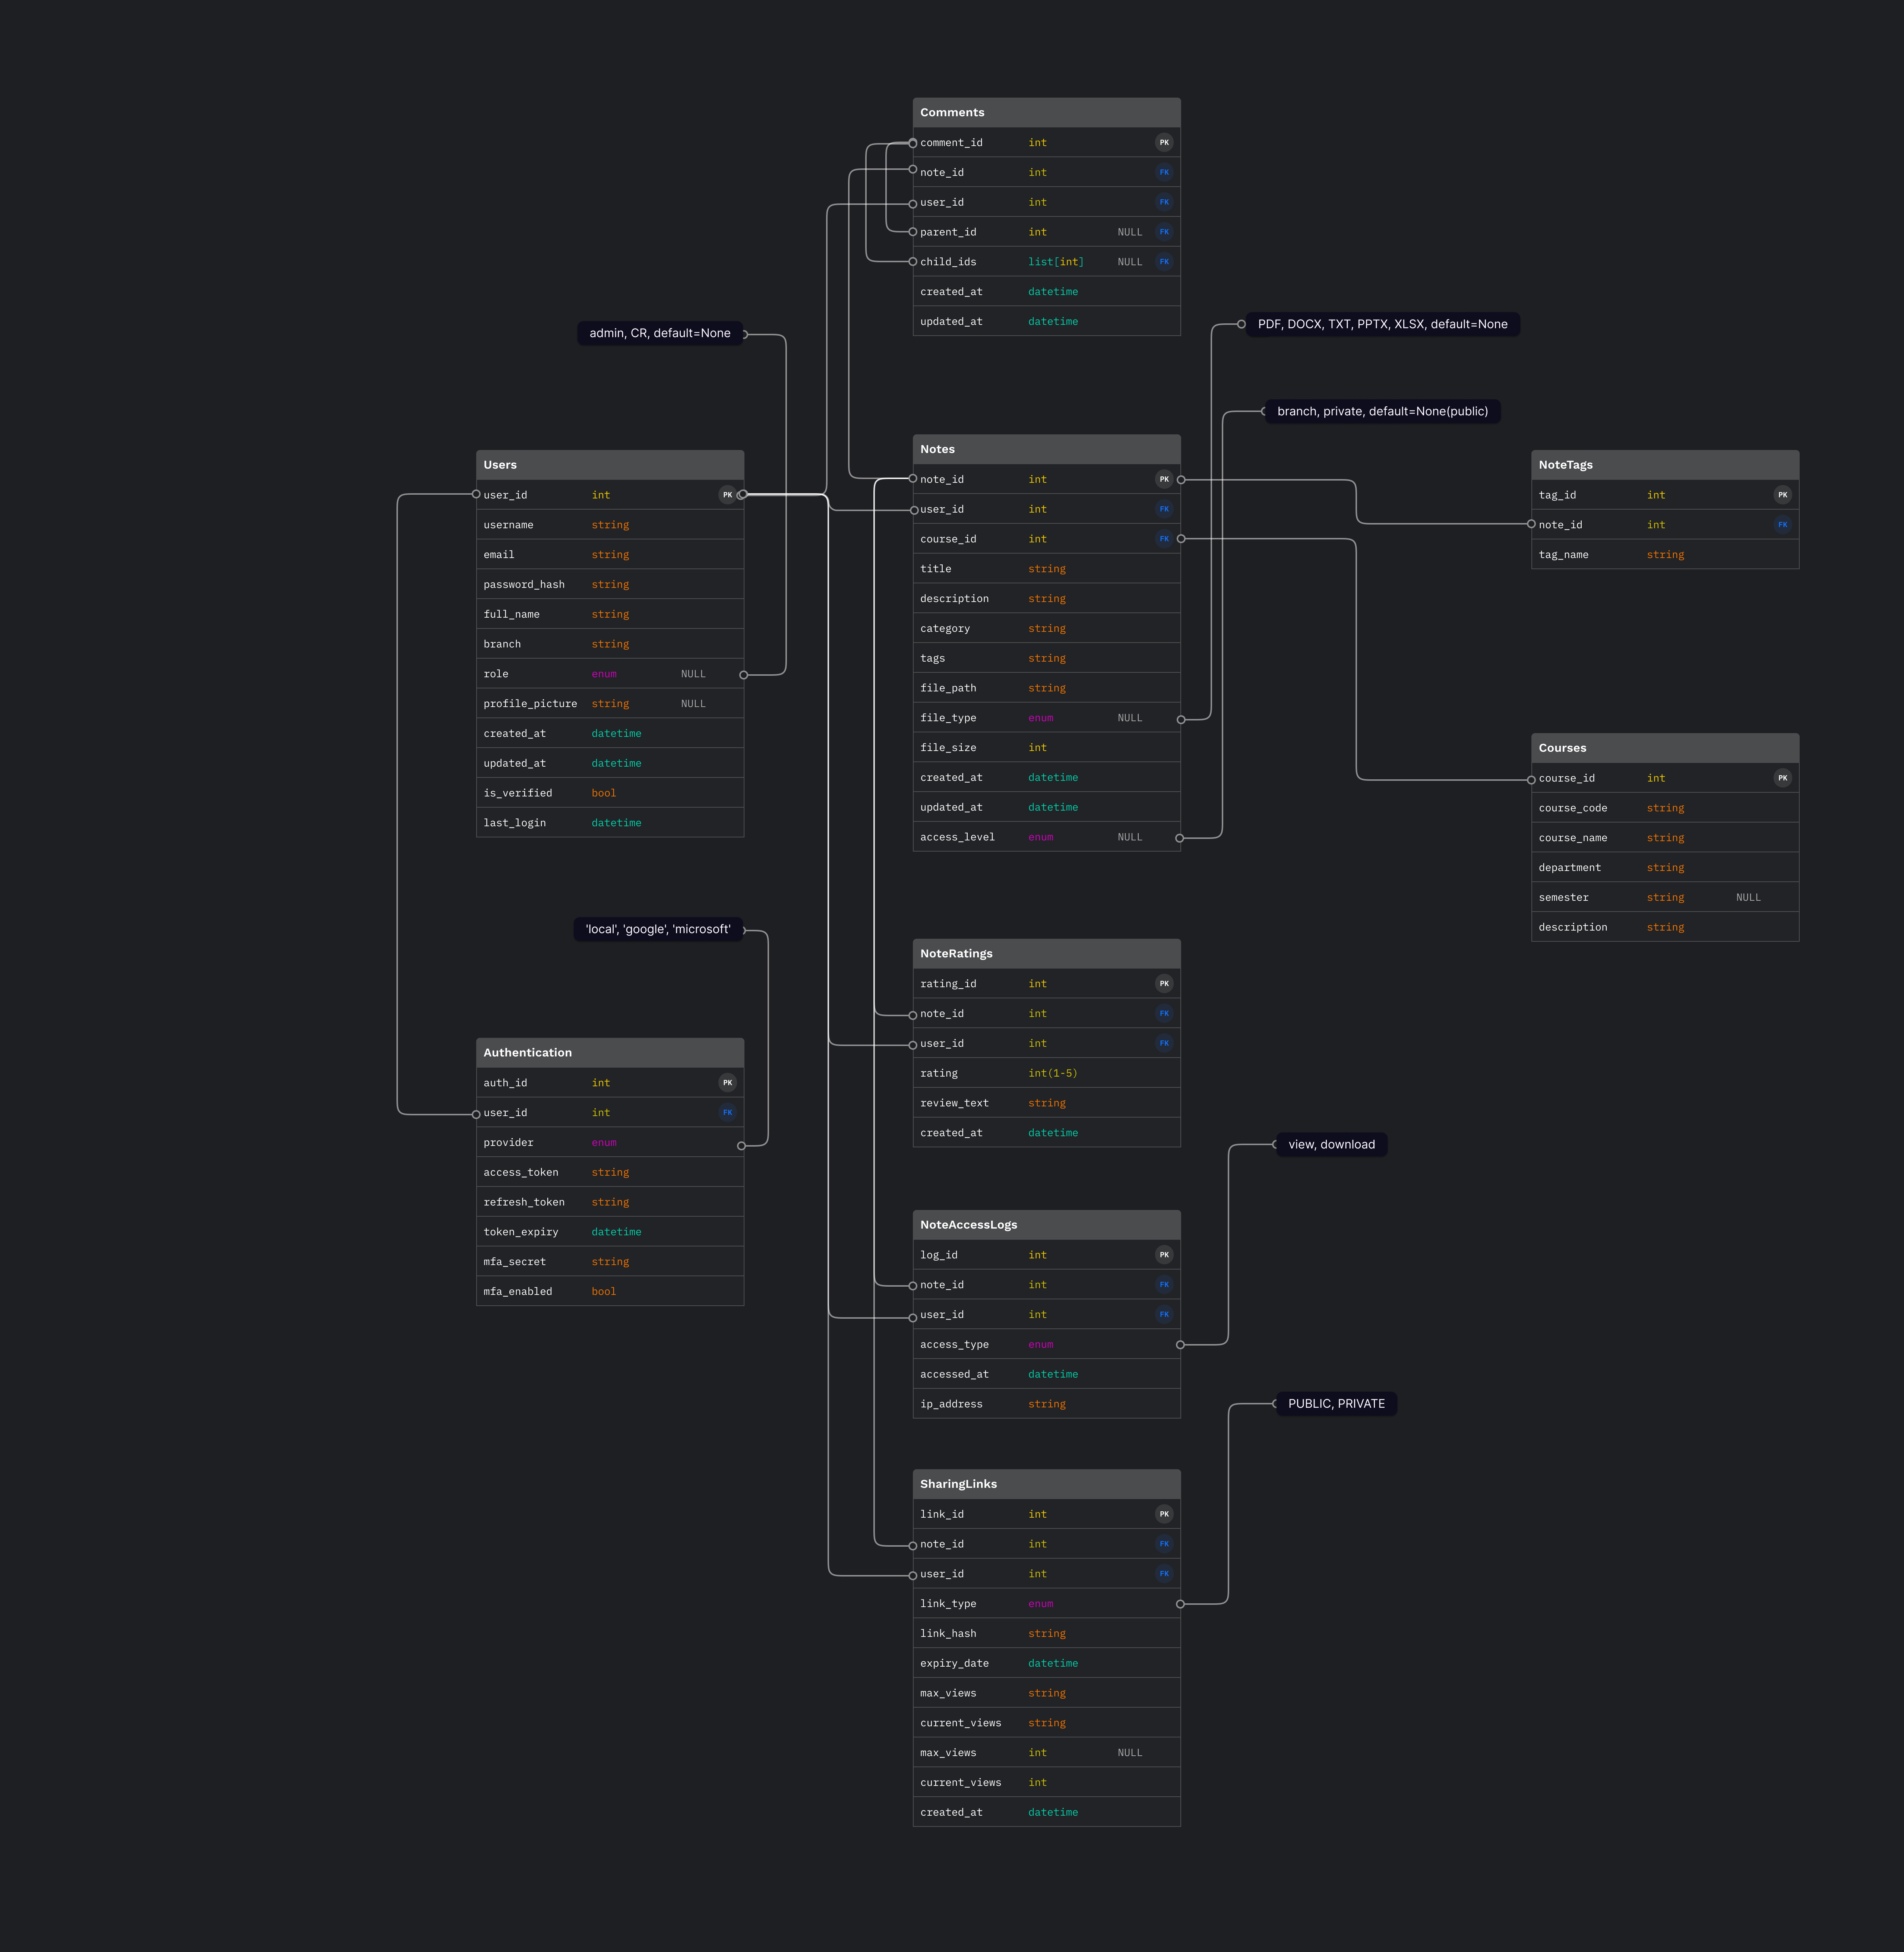 Comments
comment_id int PK
note_id int FK
user_id int FK
parent_id int NULL FK
child_ids list[int] NULL FK
created_at datetime
updated_at datetime
admin, CR, default=None
PDF, DOCX, TXT, PPTX, XLSX, default=None
branch, private, default=None(public)
Users
user_id int PK
username string
email string
password_hash string
full_name string
branch string
role enum NULL
profile_picture string NULL
created_at datetime
updated_at datetime
is_verified bool
last_login datetime
Notes
note_id int PK
user_id int FK
course_id int FK
title string
description string
category string
tags string
file_path string
file_type enum NULL
file_size int
created_at datetime
updated_at datetime
access_level enum NULL
NoteTags
tag_id int PK
note_id int FK
tag_name string
Courses
course_id int PK
course_code string
course_name string
department string
semester string NULL
description string
'local', 'google', 'microsoft'
Authentication
auth_id int PK
user_id int FK
provider enum
access_token string
refresh_token string
token_expiry datetime
mfa_secret string
mfa_enabled bool
NoteRatings
rating_id int PK
note_id int FK
user_id int FK
rating int(1-5)
review_text string
created_at datetime
view, download
NoteAccessLogs
log_id int PK
note_id int FK
user_id int FK
access_type enum
accessed_at datetime
ip_address string
PUBLIC, PRIVATE
SharingLinks
link_id int PK
note_id int FK
user_id int FK
link_type enum
link_hash string
expiry_date datetime
max_views string
current_views string
max_views int NULL
current_views int
created_at datetime